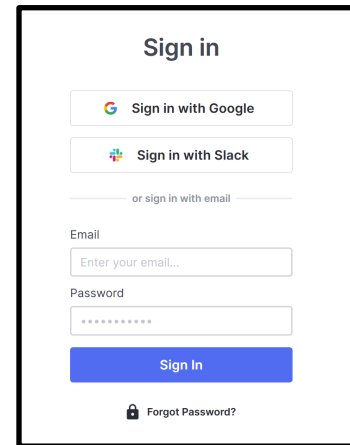 Sign in
Sign in with Google
Sign in with Slack
or sign in with email
Email
Enter your email...
Password
•••••••••••
Sign In
Forgot Password?